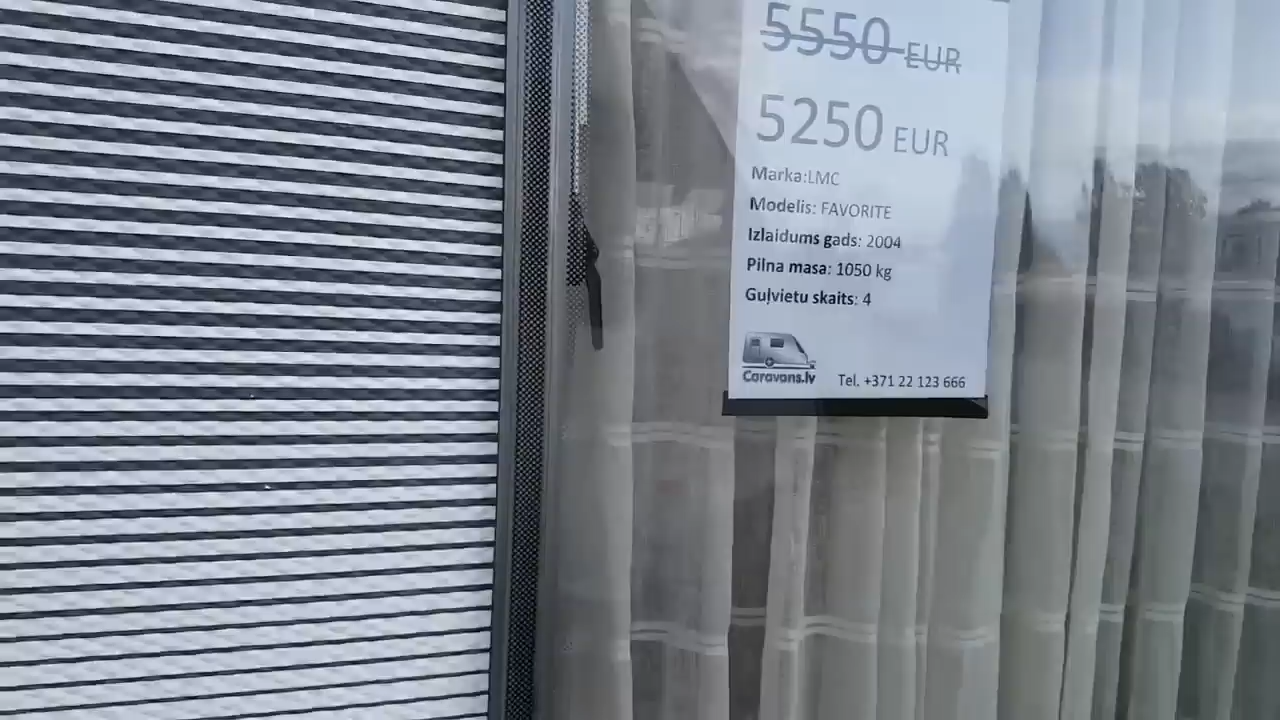 5550 EUR
5250 EUR
Marka:LMC
Modelis: FAVORITE
Izlaidums gads: 2004
Pilna masa: 1050 kg
Guļvietu skaits: 4
Caravans.lv
Tel. +371 22 123 666